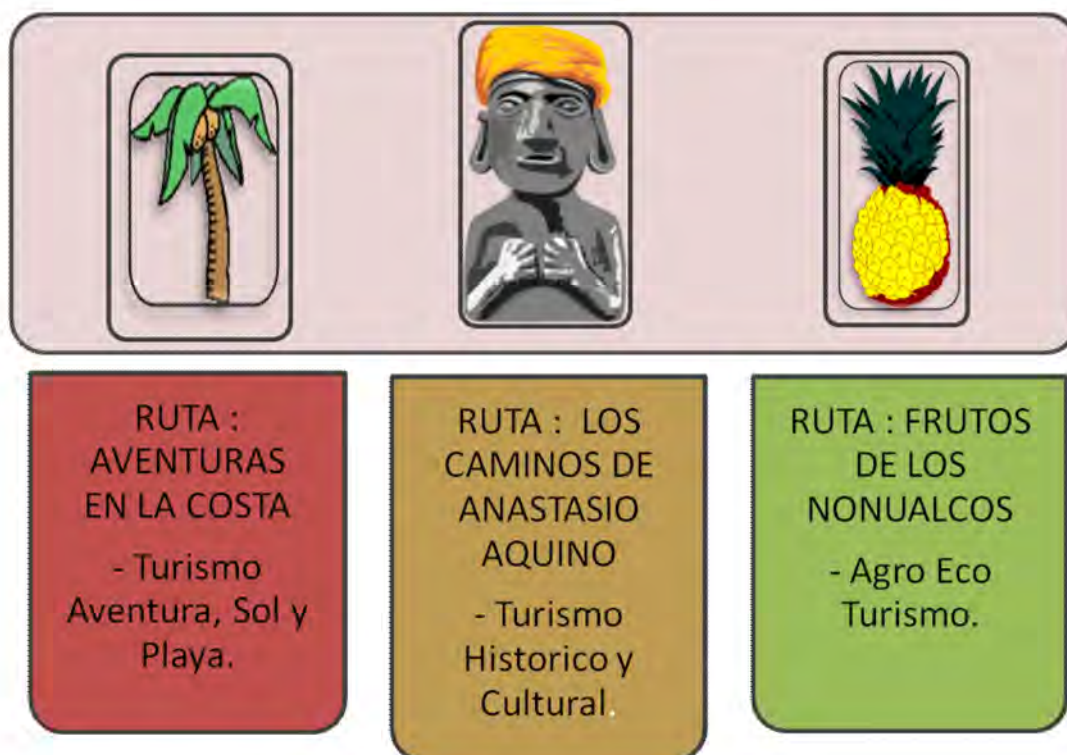 RUTA :
AVENTURAS
EN LA COSTA
- Turismo
Aventura, Sol y
Playa.
RUTA : LOS
CAMINOS DE
ANASTASIO
AQUINO
- Turismo
Historico y
Cultural.
RUTA : FRUTOS
DE LOS
NONUALCOS
- Agro Eco
Turismo.